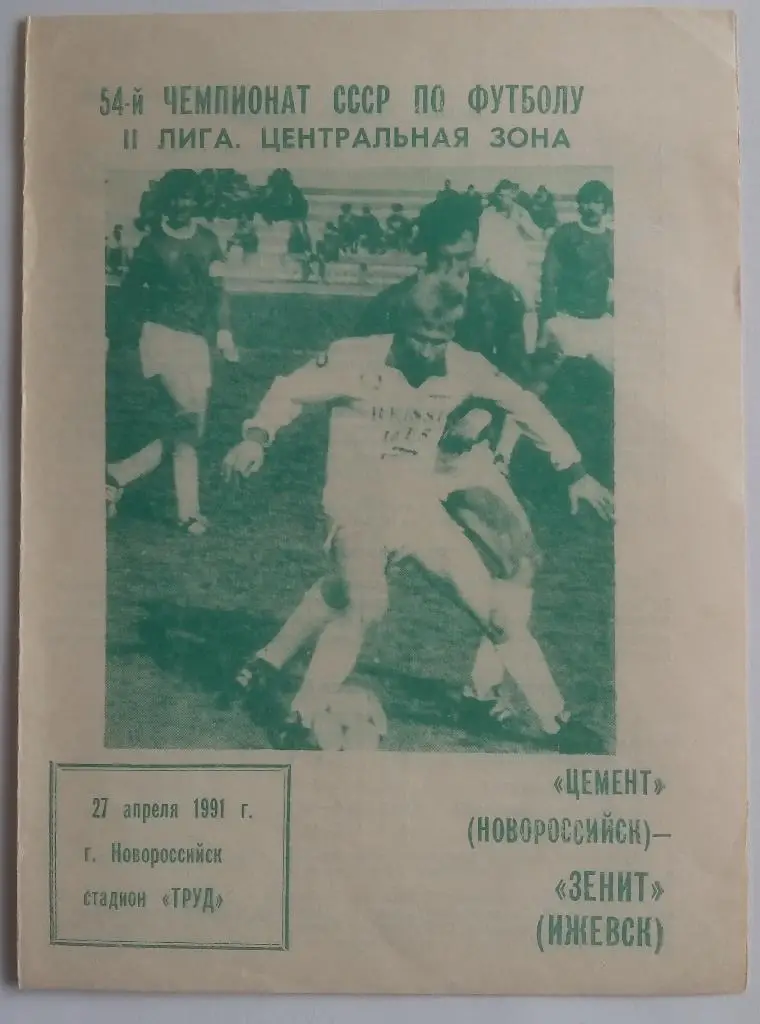 54-й ЧЕМПИОНАТ СССР ПО ФУТБОЛУ
II ЛИГА. ЦЕНТРАЛЬНАЯ ЗОНА
27 апреля 1991 г.
г. Новороссийск
стадион «ТРУД»
«ЦЕМЕНТ»
(НОВОРОССИЙСК)—
«ЗЕНИТ»
(ИЖЕВСК)